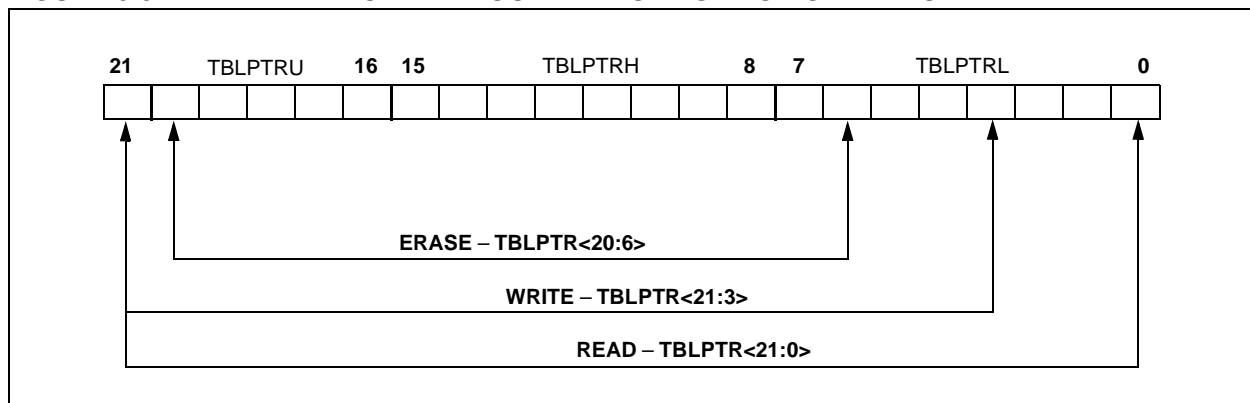 21 TBLPTRU 16 15 TBLPTRH 8 7 TBLPTRL 0
ERASE – TBLPTR<20:6>
WRITE – TBLPTR<21:3>
READ – TBLPTR<21:0>